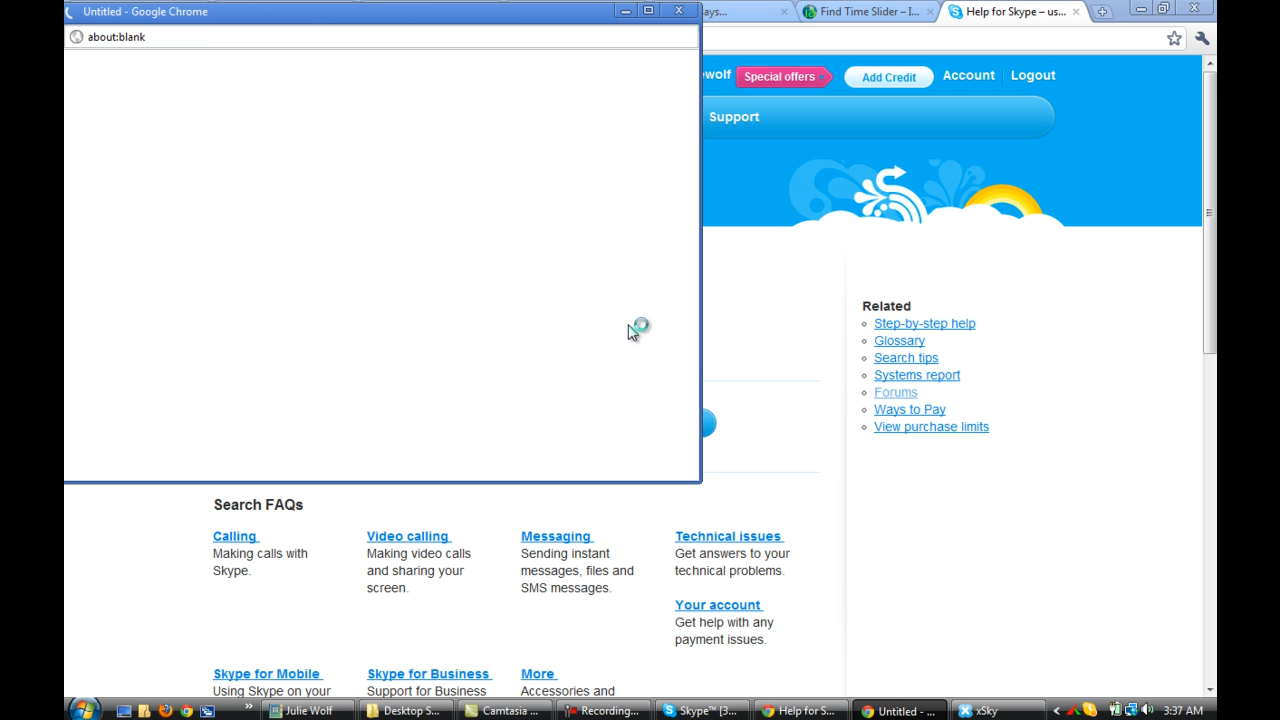 Untitled - Google Chrome
about:blank
ays...
Find Time Slider – I...
Help for Skype – us...
ewolf
Special offers
Add Credit
Account
Logout
Support
Related
Step-by-step help
Glossary
Search tips
Systems report
Forums
Ways to Pay
View purchase limits
Search FAQs
Calling
Making calls with
Skype.
Video calling
Making video calls
and sharing your
screen.
Messaging
Sending instant
messages, files and
SMS messages.
Technical issues
Get answers to your
technical problems.
Your account
Get help with any
payment issues.
Skype for Mobile
Using Skype on your
Skype for Business
Support for Business
More
Accessories and
Julie Wolf
Desktop S...
Camtasia ...
Recording...
Skype™ [3...
Help for S...
Untitled - ...
xSky
3:37 AM